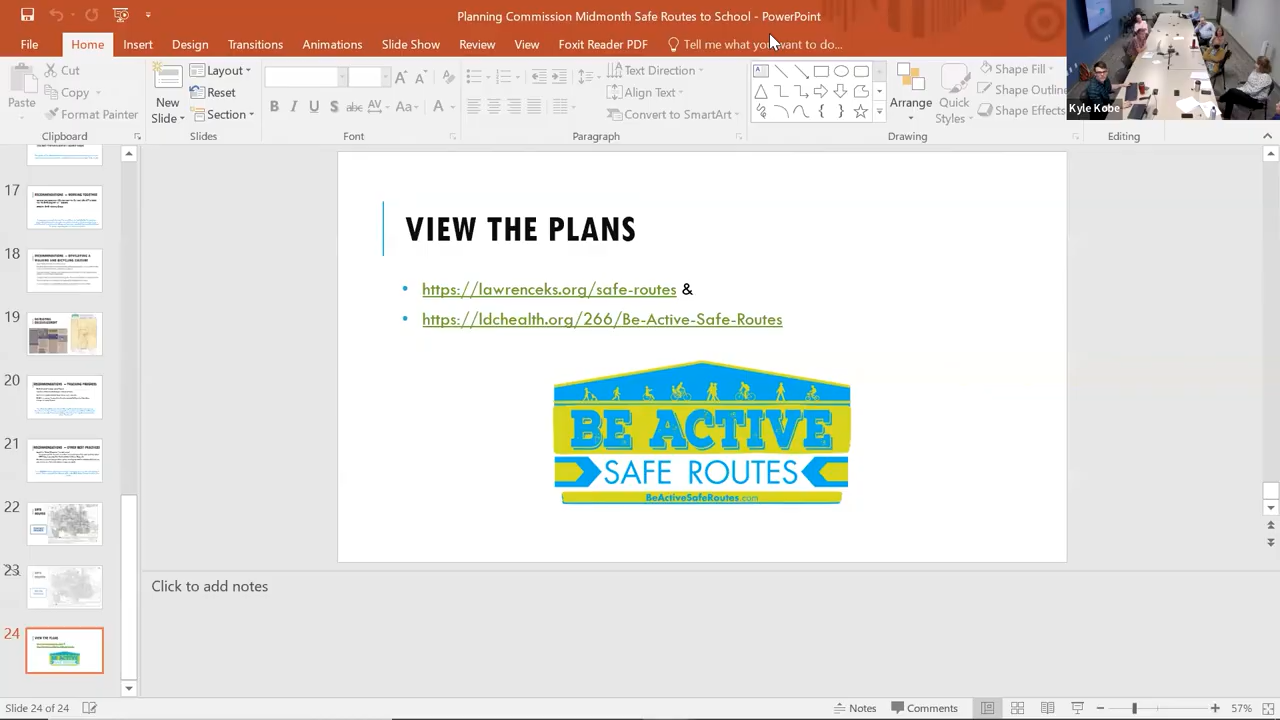 Planning Commission Midmonth Safe Routes to School - PowerPoint
File Home Insert Design Transitions Animations Slide Show Review View Foxit Reader PDF Tell me what you want to do...
Paste
Cut
Copy
Format Painter
New
Slide
Layout
Reset
Section
B I U S abc AV Aa A
Text Direction
Align Text
Convert to SmartArt
Arrange
Quick
Styles
Shape Fill
Shape Outline
Shape Effects
Kyle Kobe
Clipboard Slides Font Paragraph Drawing Editing
17
18
19
20
21
23
24
VIEW THE PLANS
• https://lawrenceks.org/safe-routes &
• https://ldchealth.org/266/Be-Active-Safe-Routes
BE ACTIVE
SAFE ROUTES
BeActiveSafeRoutes.com
Click to add notes
Slide 24 of 24 Notes Comments 57%